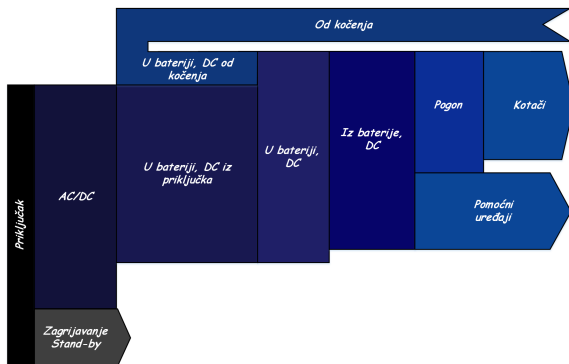 Od kočenja
U bateriji, DC od
kočenja
Priključak
AC/DC
U bateriji, DC iz
priključka
U bateriji,
DC
Iz baterije,
DC
Pogon
Kotači
Pomoćni
uređaji
Zagrijavanje
Stand-by